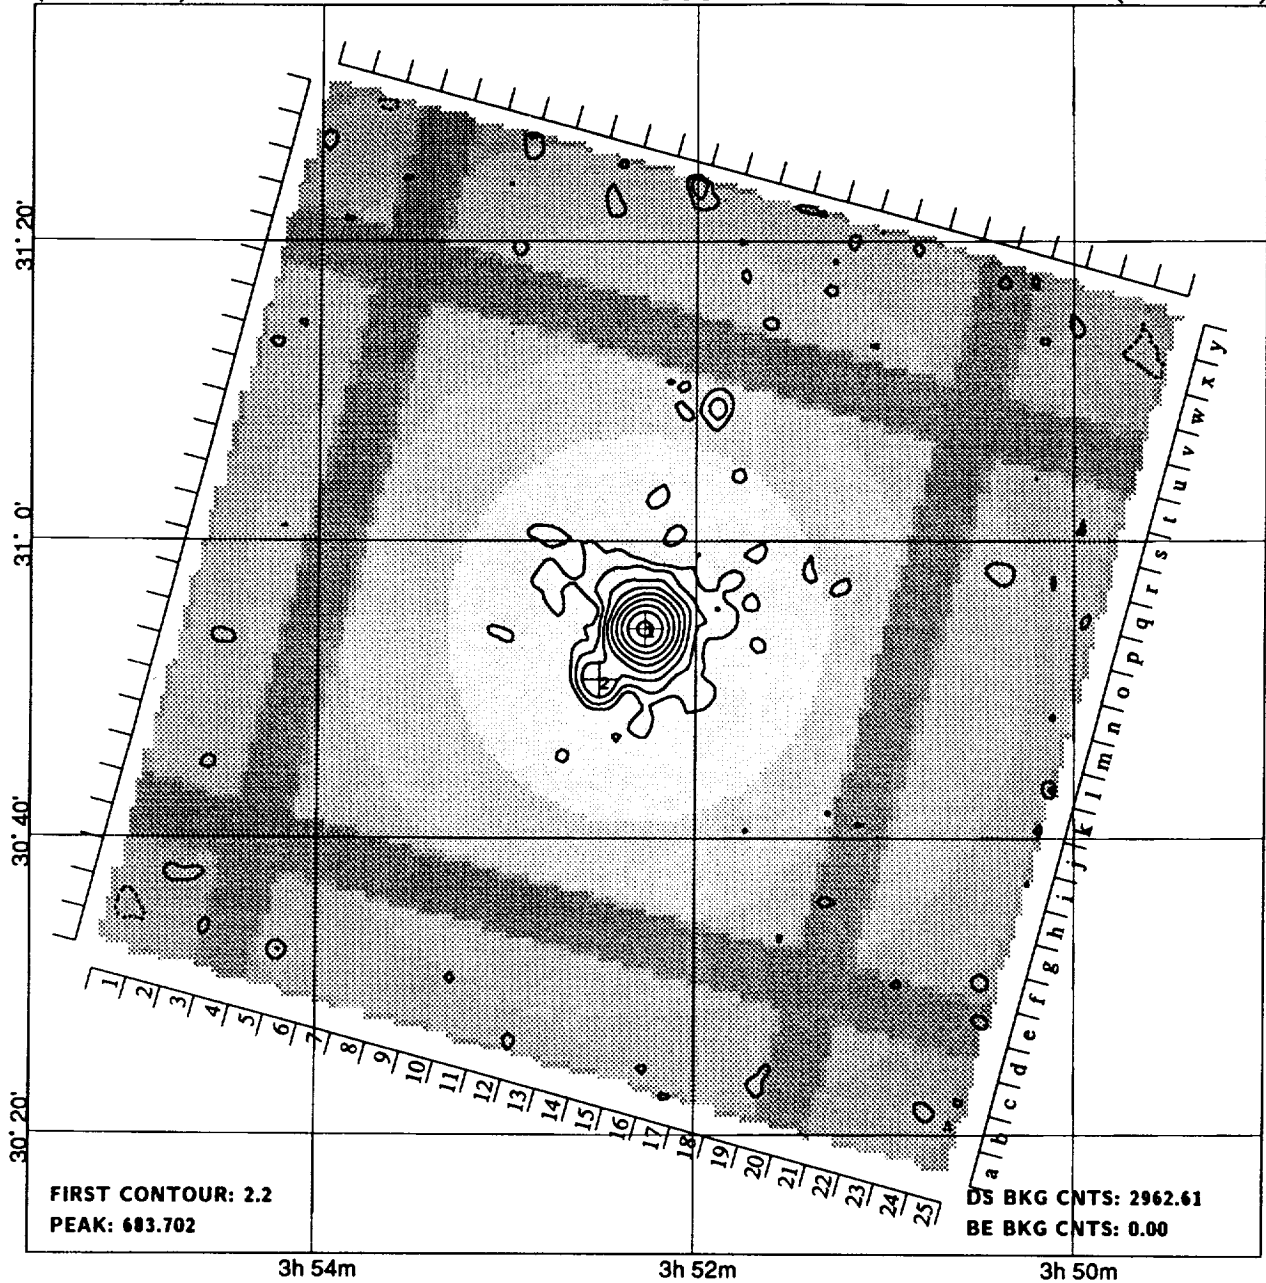 31° 20'
31° 0'
30° 40'
30° 20'
y
x
w
v
u
t
s
r
q
p
o
n
m
l
k
j
i
h
g
f
e
d
c
b
a
2
1 2 3 4 5 6 7 8 9 10 11 12 13 14 15 16 17 18 19 20 21 22 23 24 25
FIRST CONTOUR: 2.2
PEAK: 683.702
DS BKG CNTS: 2962.61
BE BKG CNTS: 0.00
3h 54m
3h 52m
3h 50m